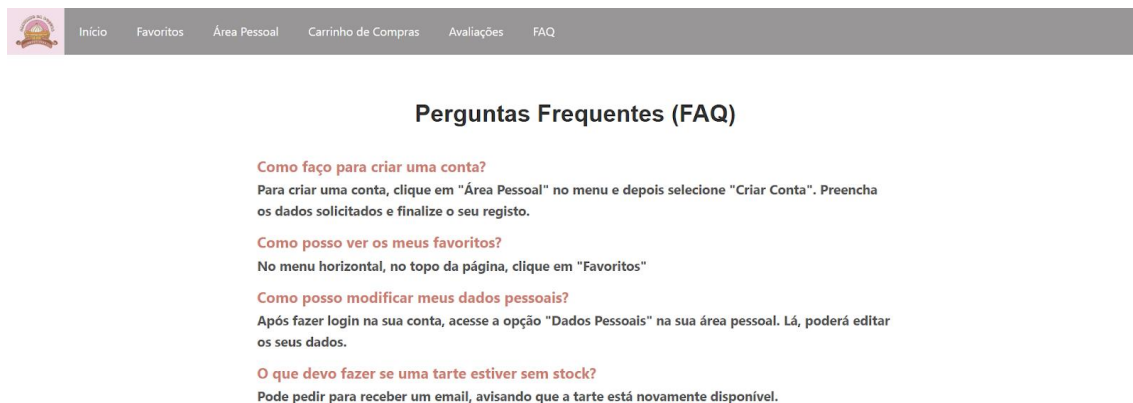 Início Favoritos Área Pessoal Carrinho de Compras Avaliações FAQ
Perguntas Frequentes (FAQ)
Como faço para criar uma conta?
Para criar uma conta, clique em "Área Pessoal" no menu e depois selecione "Criar Conta". Preencha
os dados solicitados e finalize o seu registo.
Como posso ver os meus favoritos?
No menu horizontal, no topo da página, clique em "Favoritos"
Como posso modificar meus dados pessoais?
Após fazer login na sua conta, acesse a opção "Dados Pessoais" na sua área pessoal. Lá, poderá editar
os seus dados.
O que devo fazer se uma tarte estiver sem stock?
Pode pedir para receber um email, avisando que a tarte está novamente disponível.